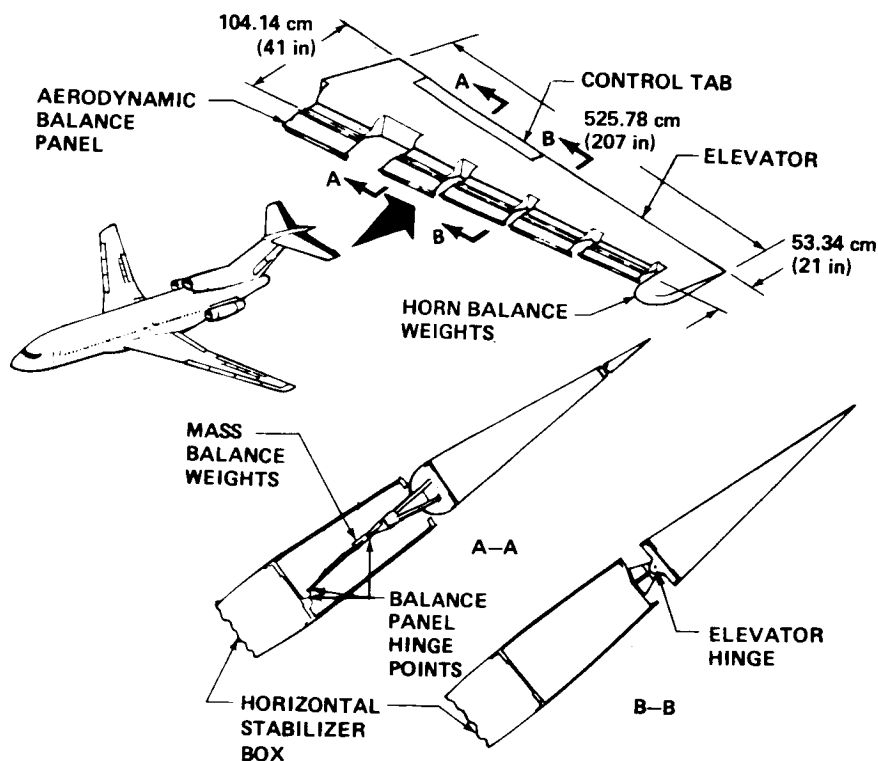 104.14 cm
(41 in)
A
CONTROL TAB
AERODYNAMIC
BALANCE
PANEL
525.78 cm
(207 in)
B
ELEVATOR
A
B
53.34 cm
(21 in)
HORN BALANCE
WEIGHTS
MASS
BALANCE
WEIGHTS
A–A
BALANCE
PANEL
HINGE
POINTS
ELEVATOR
HINGE
HORIZONTAL
STABILIZER
BOX
B–B